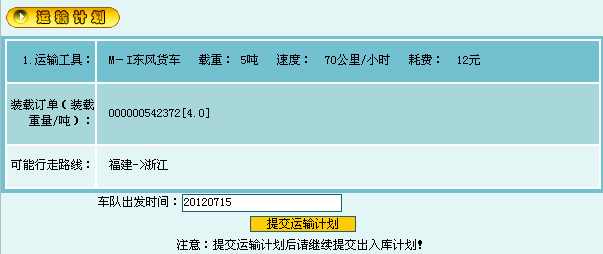 运输计划
1.运输工具： M－I东风货车 载重： 5吨 速度： 70公里/小时 耗费： 12元
装载订单（装载
重量/吨）： 000000542372[4.0]
可能行走路线： 福建->浙江
车队出发时间：20120715
提交运输计划
注意：提交运输计划后请继续提交出入库计划!